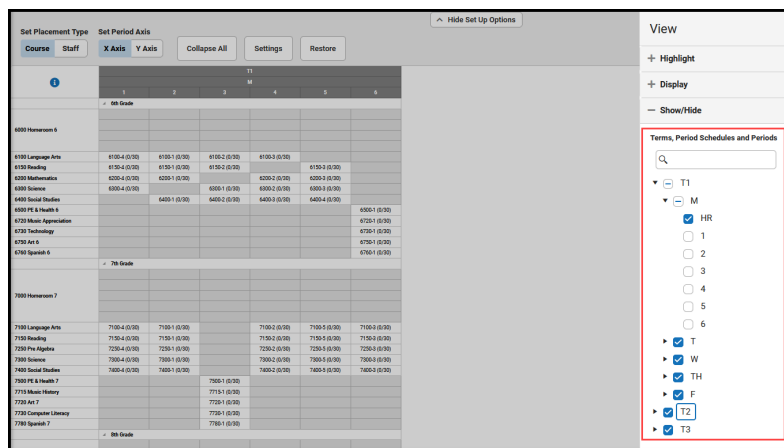 Hide Set Up Options
Set Placement Type Set Period Axis
Course Staff X Axis Y Axis Collapse All Settings Restore
T1
M
1 2 3 4 5 6
6th Grade
6000 Homeroom 6
6100 Language Arts 6100-4 (0/30) 6100-1 (0/30) 6100-2 (0/30) 6100-3 (0/30)
6150 Reading 6150-4 (0/30) 6150-1 (0/30) 6150-2 (0/30) 6150-3 (0/30)
6200 Mathematics 6200-4 (0/30) 6200-1 (0/30) 6200-2 (0/30) 6200-3 (0/30)
6300 Science 6300-4 (0/30) 6300-1 (0/30) 6300-2 (0/30) 6300-3 (0/30)
6400 Social Studies 6400-1 (0/30) 6400-2 (0/30) 6400-3 (0/30) 6400-4 (0/30)
6500 PE & Health 6 6500-1 (0/30)
6720 Music Appreciation 6720-1 (0/30)
6730 Technology 6730-1 (0/30)
6750 Art 6 6750-1 (0/30)
6760 Spanish 6 6760-1 (0/30)
7th Grade
7000 Homeroom 7
7100 Language Arts 7100-4 (0/30) 7100-1 (0/30) 7100-2 (0/30) 7100-5 (0/30) 7100-3 (0/30)
7150 Reading 7150-4 (0/30) 7150-1 (0/30) 7150-2 (0/30) 7150-5 (0/30) 7150-3 (0/30)
7250 Pre Algebra 7250-4 (0/30) 7250-1 (0/30) 7250-2 (0/30) 7250-5 (0/30) 7250-3 (0/30)
7300 Science 7300-4 (0/30) 7300-1 (0/30) 7300-2 (0/30) 7300-5 (0/30) 7300-3 (0/30)
7400 Social Studies 7400-4 (0/30) 7400-1 (0/30) 7400-2 (0/30) 7400-5 (0/30) 7400-3 (0/30)
7500 PE & Health 7 7500-1 (0/30)
7715 Music History 7715-1 (0/30)
7720 Art 7 7720-1 (0/30)
7730 Computer Literacy 7730-1 (0/30)
7780 Spanish 7 7780-1 (0/30)
8th Grade
View
Highlight
Display
Show/Hide
Terms, Period Schedules and Periods
T1
M
HR
1
2
3
4
5
6
T
W
TH
F
T2
T3